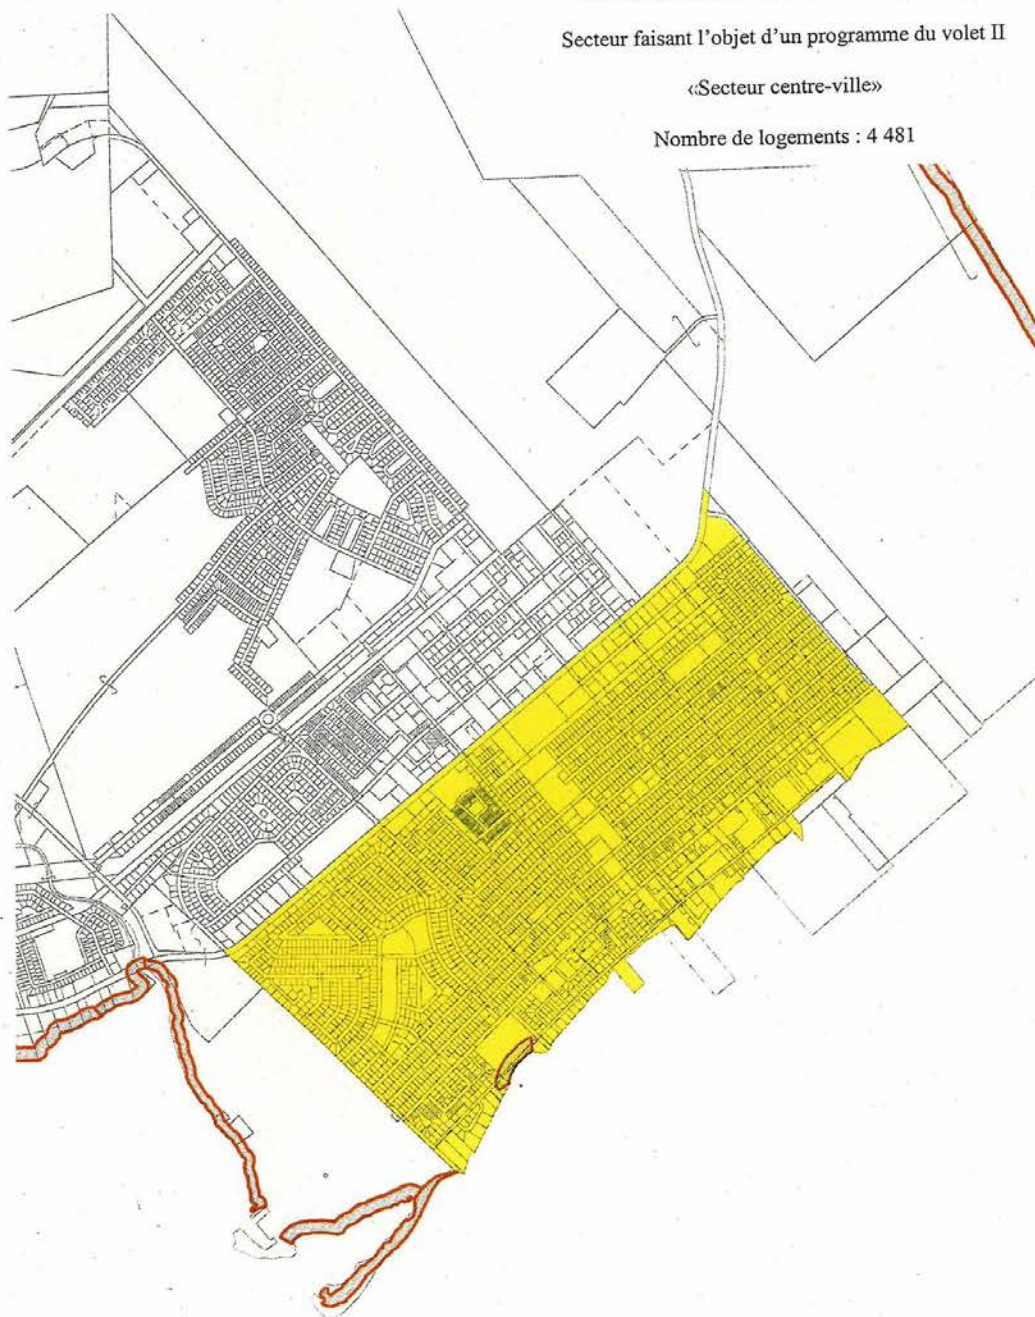 Secteur faisant l'objet d'un programme du volet II
«Secteur centre-ville»
Nombre de logements : 4 481